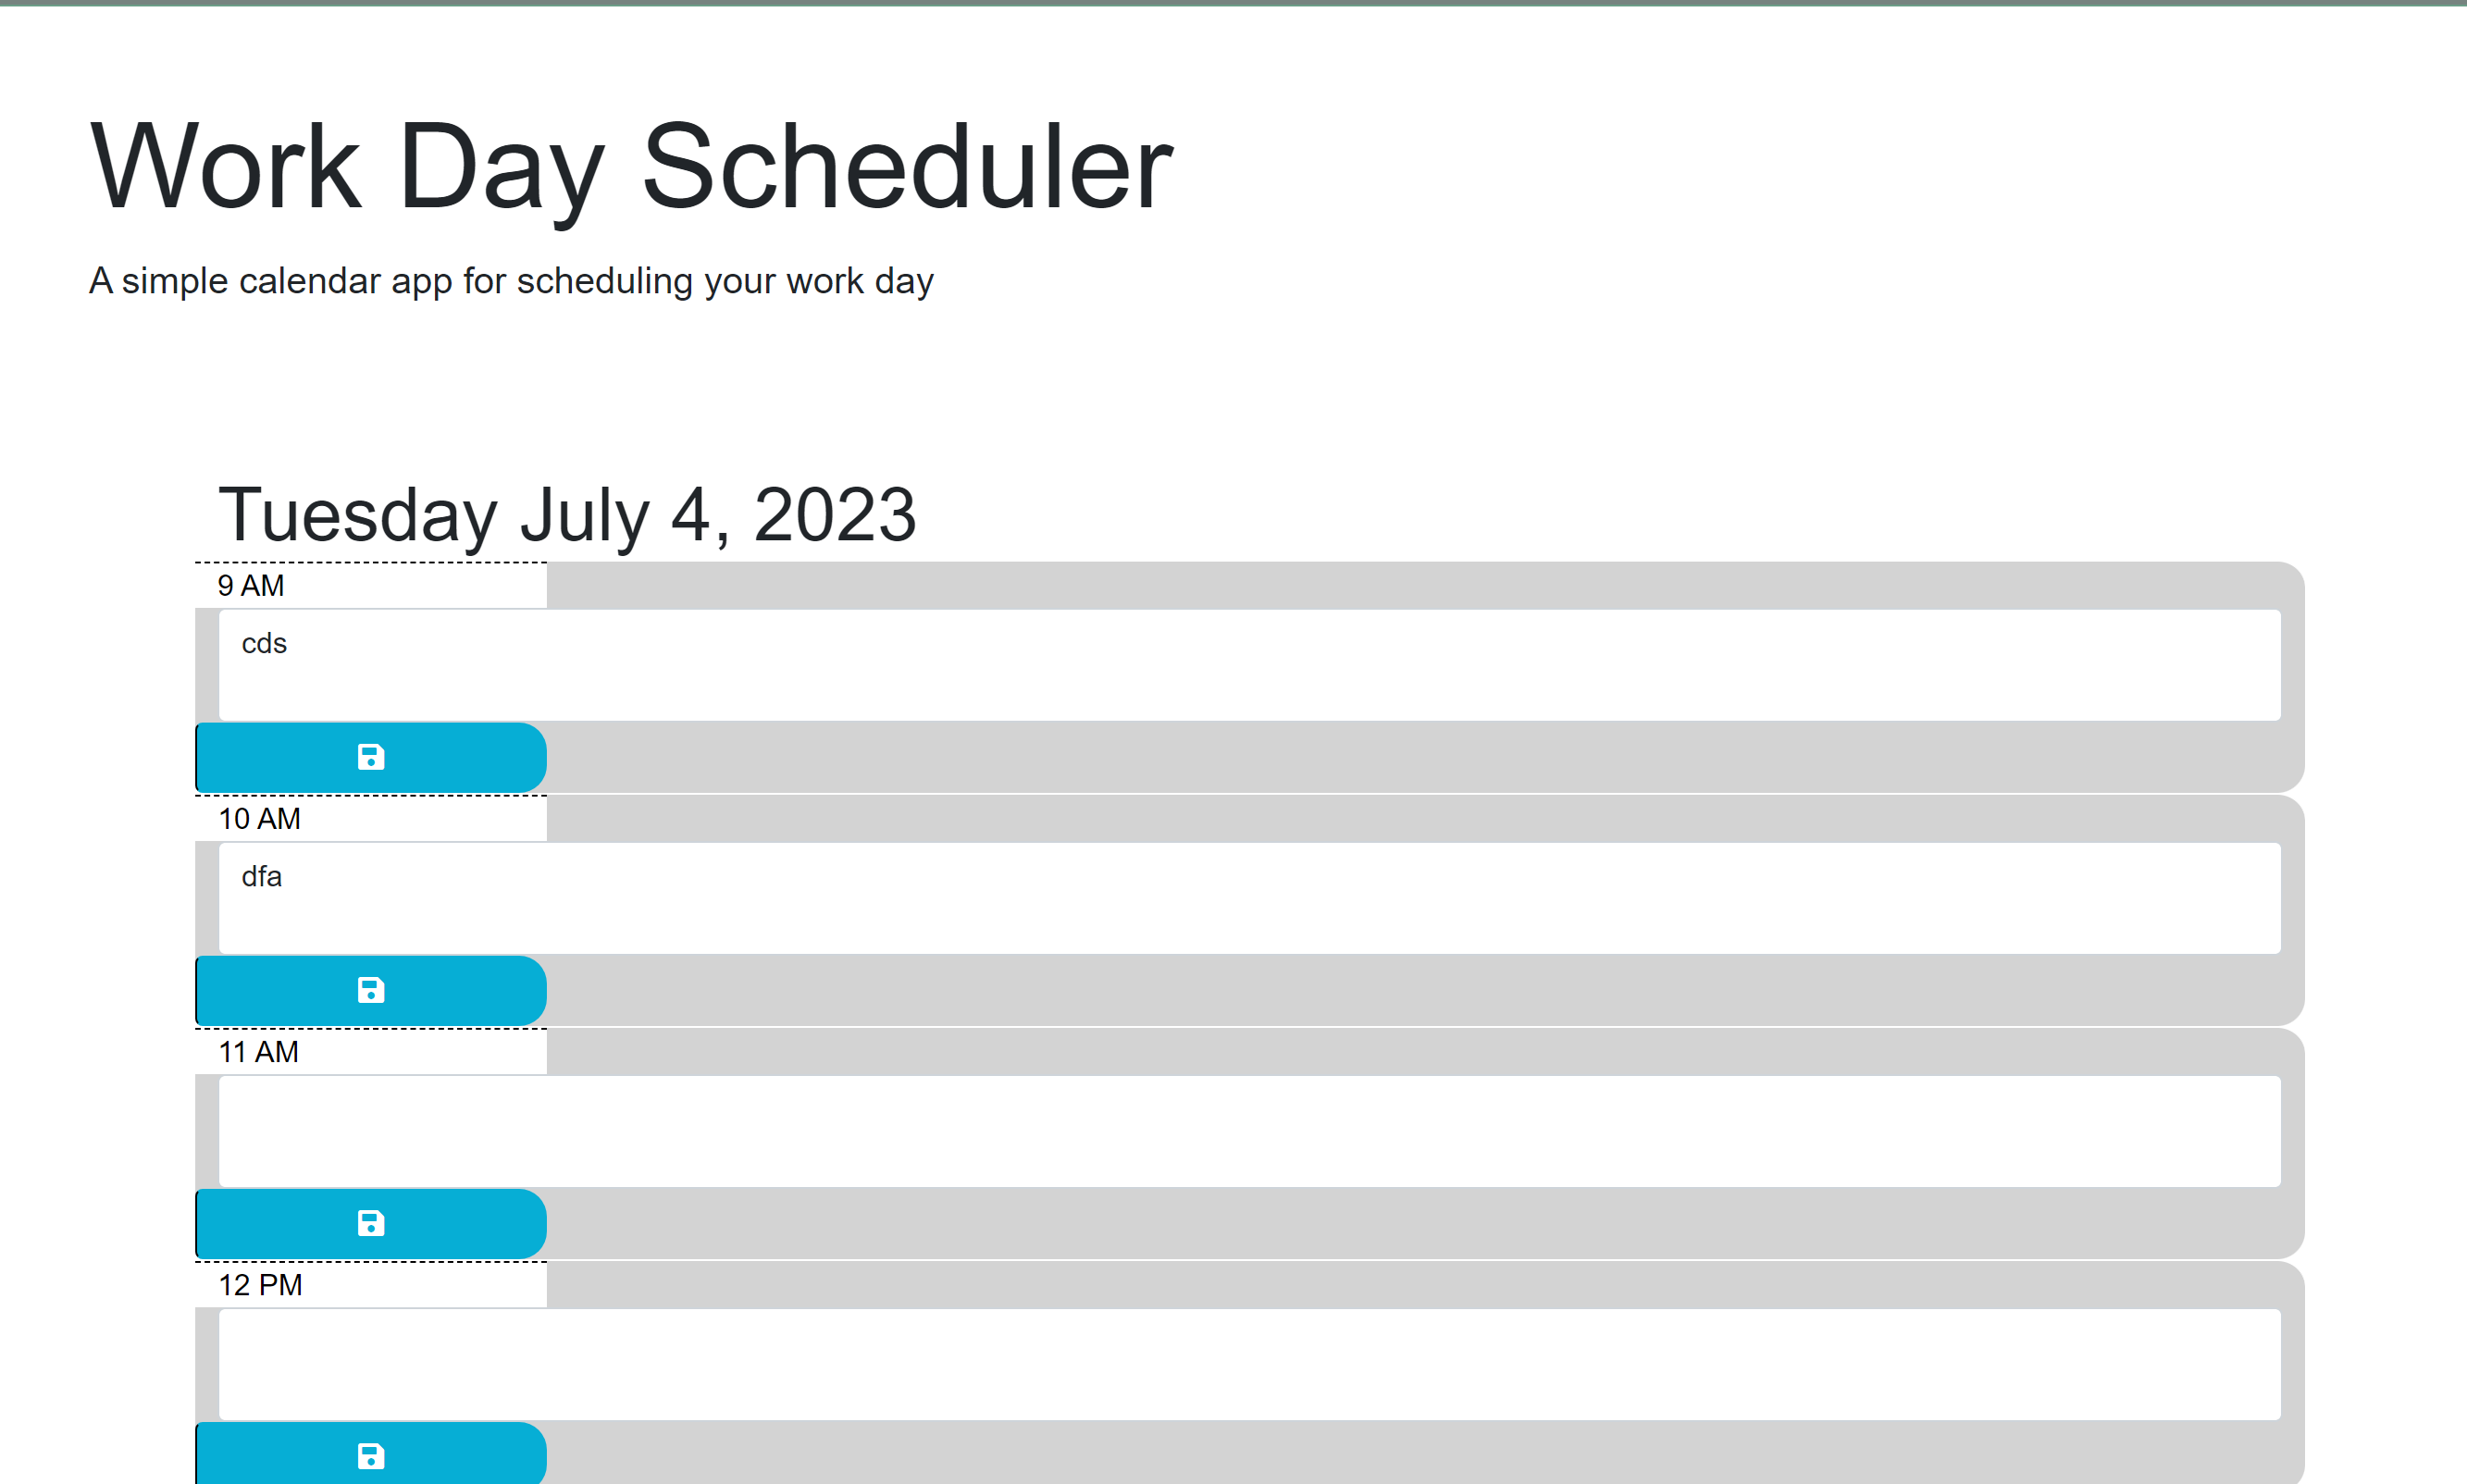 Work Day Scheduler
A simple calendar app for scheduling your work day
Tuesday July 4, 2023
9 AM
cds
10 AM
dfa
11 AM
12 PM